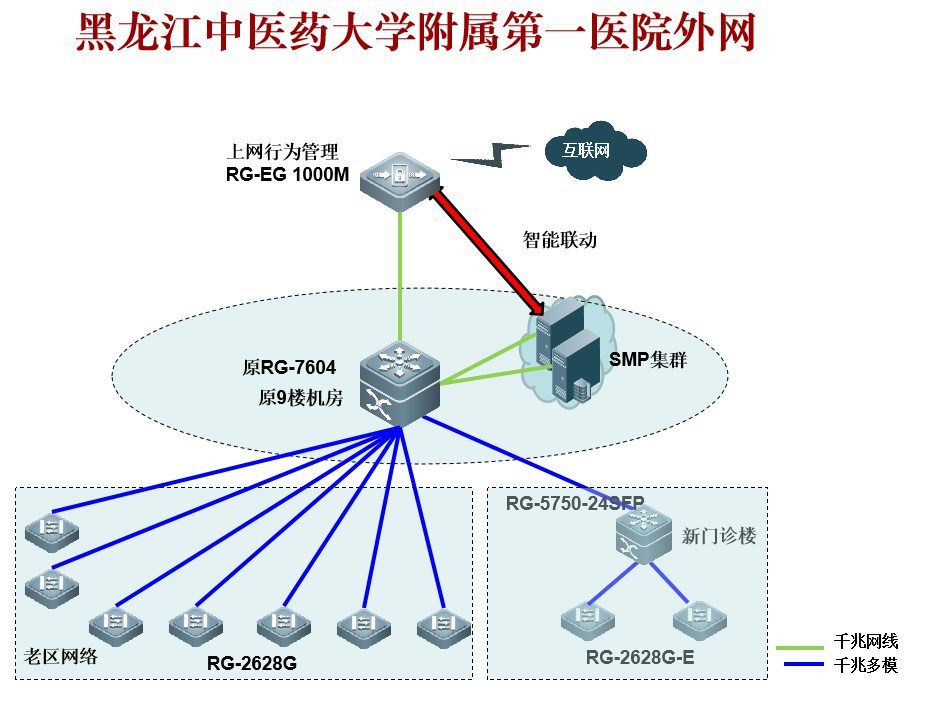 黑龙江中医药大学附属第一医院外网
上网行为管理
RG-EG 1000M
互联网
智能联动
原RG-7604
原9楼机房
SMP集群
RG-5750-24SFP
新门诊楼
老区网络
RG-2628G
RG-2628G-E
千兆网线
千兆多模